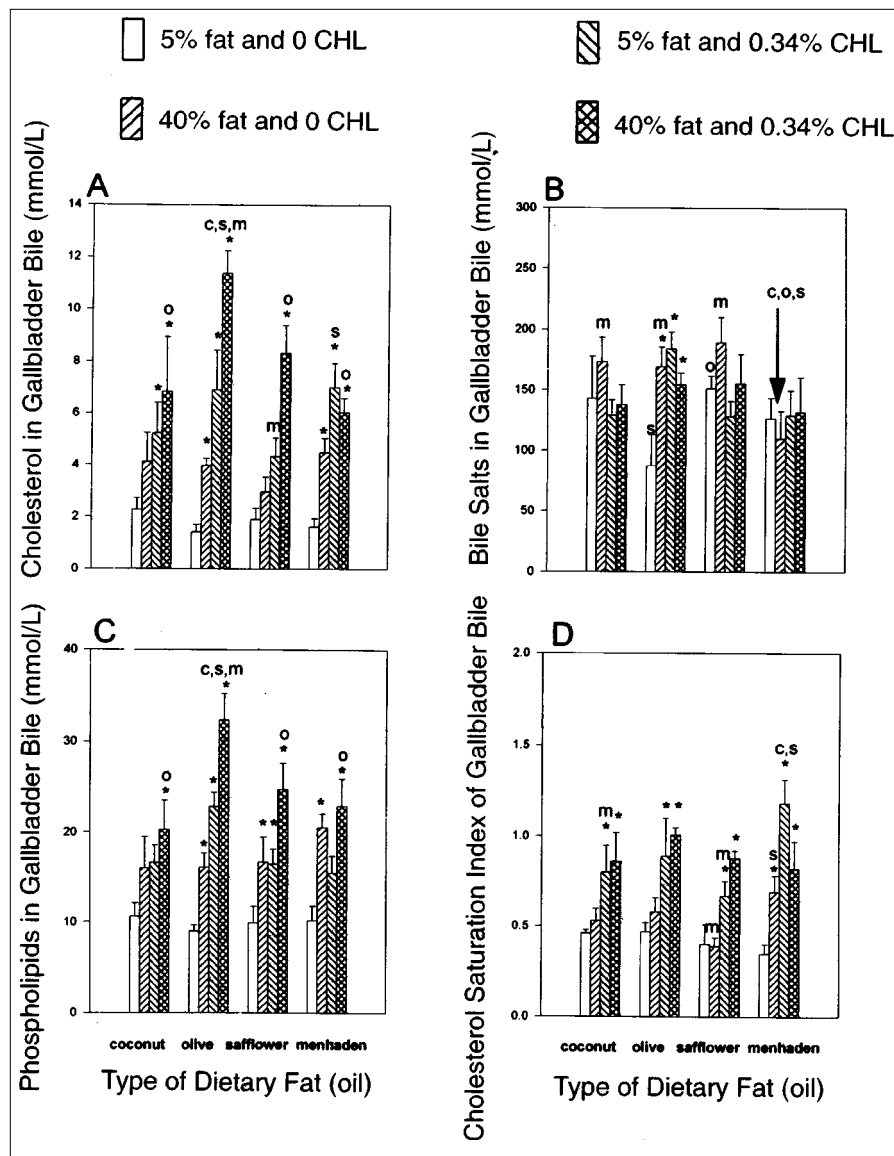 5% fat and 0 CHL
5% fat and 0.34% CHL
40% fat and 0 CHL
40% fat and 0.34% CHL
A
Cholesterol in Gallbladder Bile (mmol/L)
14
12
10
8
6
4
2
0
o
*
*
c,s,m
*
*
*
o
*
m
s
*
o
*
*
B
Bile Salts in Gallbladder Bile (mmol/L)
300
250
200
150
100
50
0
m
s
m
*
*
*
o
m
c,o,s
C
Phospholipids in Gallbladder Bile (mmol/L)
40
30
20
10
0
o
*
c,s,m
*
*
*
o
*
* *
*
o
*
coconut olive safflower menhaden
Type of Dietary Fat (oil)
D
Cholesterol Saturation Index of Gallbladder Bile
2.0
1.5
1.0
0.5
0.0
m
* *
* *
m
m
*
*
s
*
c,s
*
*
coconut olive safflower menhaden
Type of Dietary Fat (oil)